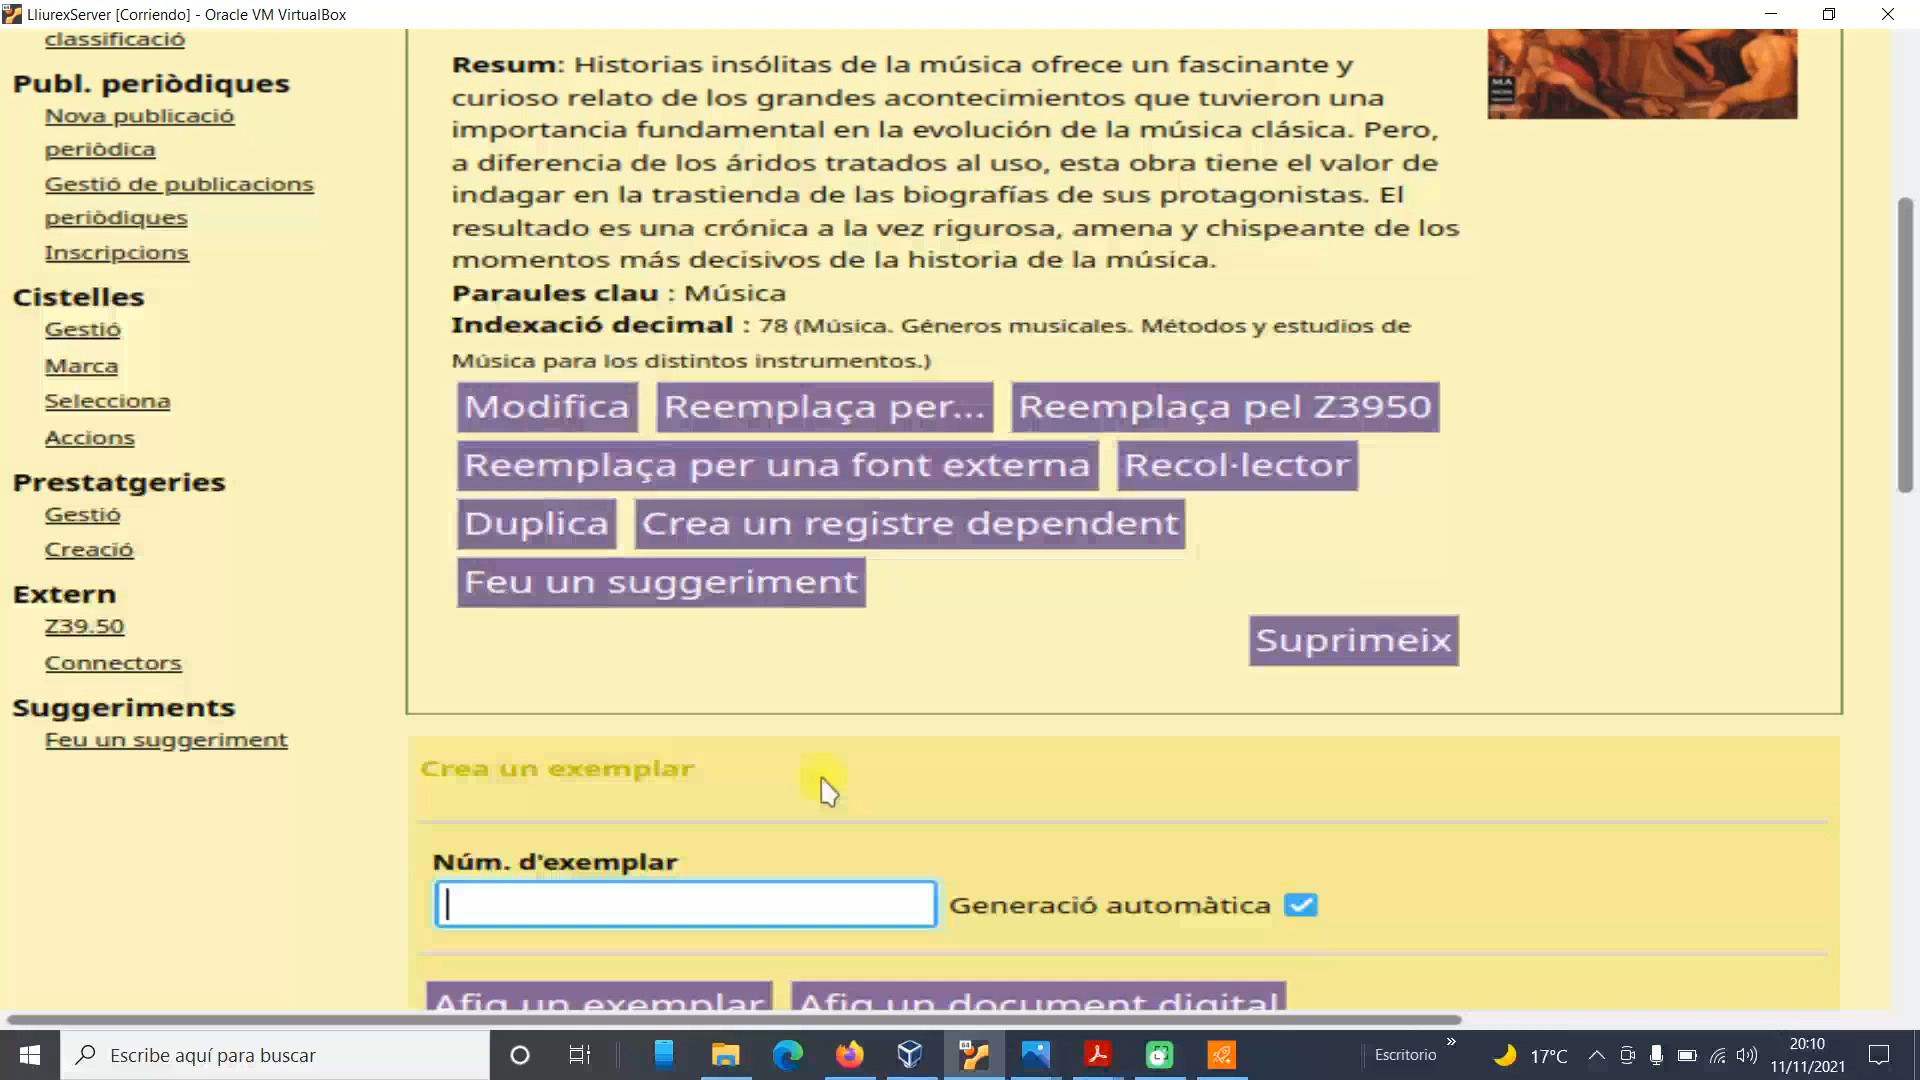 LliurexServer [Corriendo] - Oracle VM VirtualBox
classificació
Publ. periòdiques
Nova publicació
periòdica
Gestió de publicacions
periòdiques
Inscripcions
Cistelles
Gestió
Marca
Selecciona
Accions
Prestatgeries
Gestió
Creació
Extern
Z39.50
Connectors
Suggeriments
Feu un suggeriment
Resum: Historias insólitas de la música ofrece un fascinante y
curioso relato de los grandes acontecimientos que tuvieron una
importancia fundamental en la evolución de la música clásica. Pero,
a diferencia de los áridos tratados al uso, esta obra tiene el valor de
indagar en la trastienda de las biografías de sus protagonistas. El
resultado es una crónica a la vez rigurosa, amena y chispeante de los
momentos más decisivos de la historia de la música.
Paraules clau : Música
Indexació decimal : 78 (Música. Géneros musicales. Métodos y estudios de
Música para los distintos instrumentos.)
Modifica Reemplaça per... Reemplaça pel Z3950
Reemplaça per una font externa Recol·lector
Duplica Crea un registre dependent
Feu un suggeriment
Suprimeix
Crea un exemplar
Núm. d'exemplar
Generació automàtica
Afig un exemplar Afig un document digital
Escribe aquí para buscar
Escritorio
»
17°C
20:10
11/11/2021